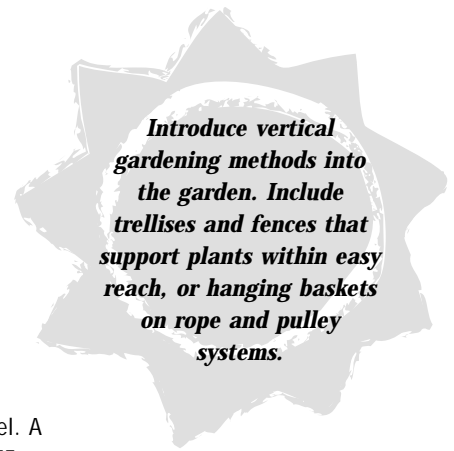 Introduce vertical
gardening methods into
the garden. Include
trellises and fences that
support plants within easy
reach, or hanging baskets
on rope and pulley
systems.
el. A